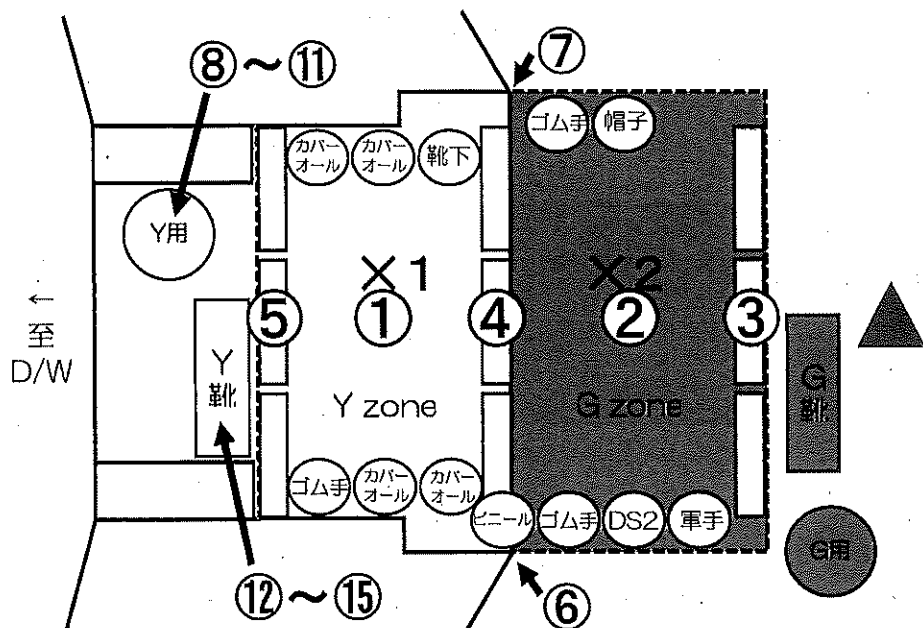 ⑧～⑪
⑦
ゴム手
帽子
カバー
オール
カバー
オール
靴下
Y用
×1
×2
⑤
①
④
②
③
←
至
D/W
Y
靴
G
靴
Y zone
G zone
ゴム手
カバー
オール
カバー
オール
ビニール
ゴム手
DS2
軍手
G用
⑫～⑮
⑥